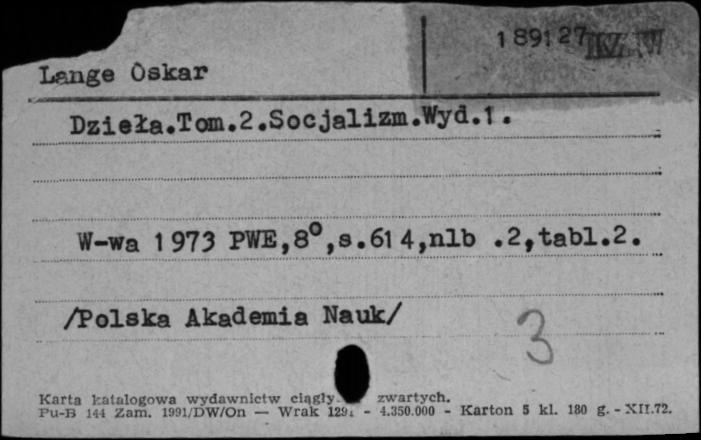 189127 IV W
Lange Oskar
Dzieła.Tom.2.Socjalizm.Wyd.1.
W-wa 1973 PWE,8°,s.614,nlb .2,tabl.2.
/Polska Akademia Nauk/
3
Karta katalogowa wydawnictw ciągły zwartych.
Pu-B 144 Zam. 1991/DW/On — Wrak - 4.350.000 - Karton 5 kl. 180 g. - XII.72.